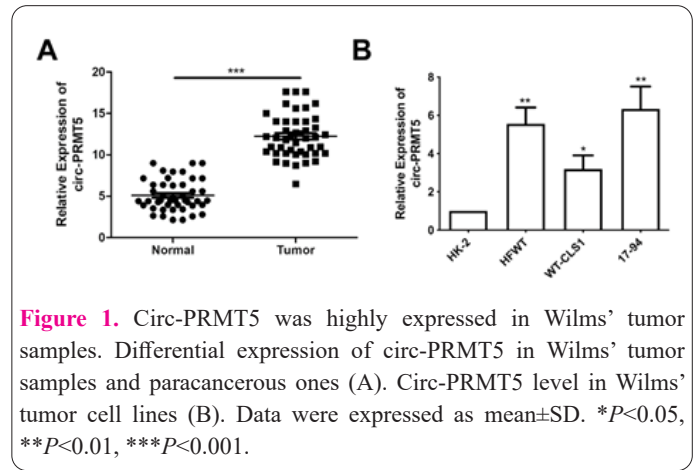 A
***
Relative Expression of
circ-PRMT5
20
15
10
5
0
Normal
Tumor
B
Relative Expression of
circ-PRMT5
8
6
4
2
0
**
*
**
HK-2
HFWT
WT-CLS1
17-94
Figure 1. Circ-PRMT5 was highly expressed in Wilms’ tumor
samples. Differential expression of circ-PRMT5 in Wilms’ tumor
samples and paracancerous ones (A). Circ-PRMT5 level in Wilms’
tumor cell lines (B). Data were expressed as mean±SD. *P<0.05,
**P<0.01, ***P<0.001.